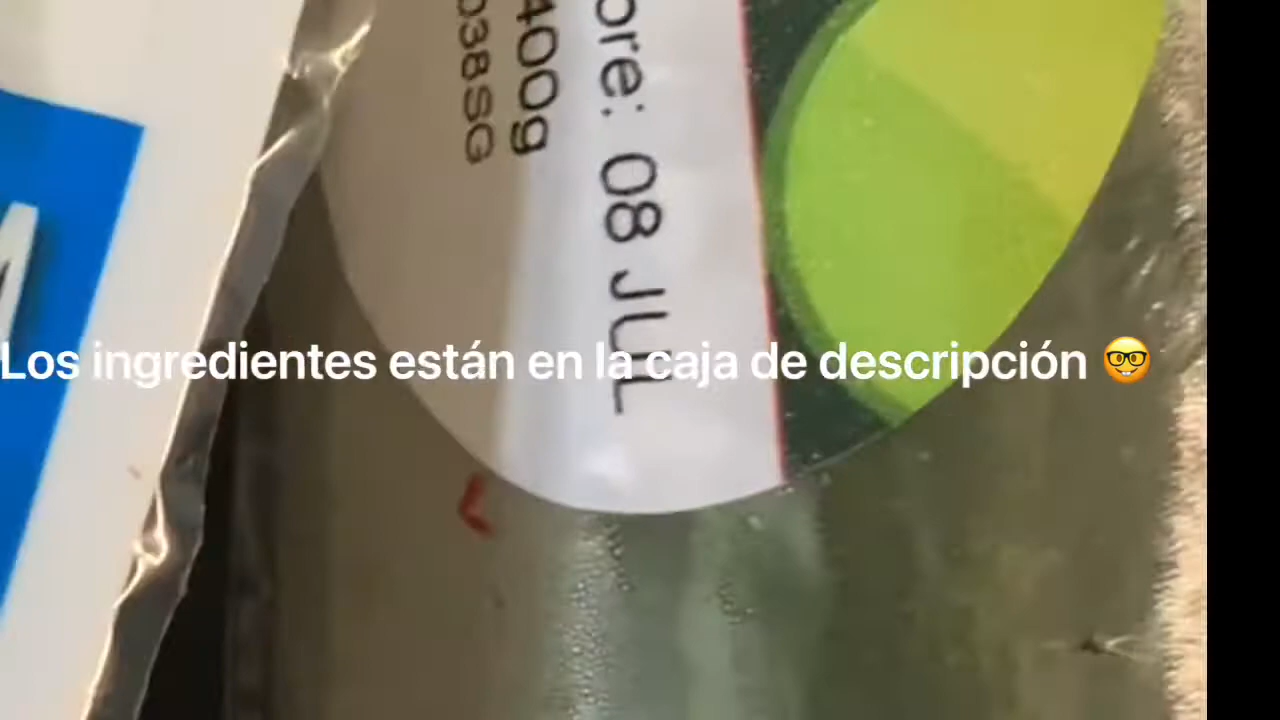 038SG
400g
ore: 08 JUL
Los ingredientes están en la caja de descripción 🤓